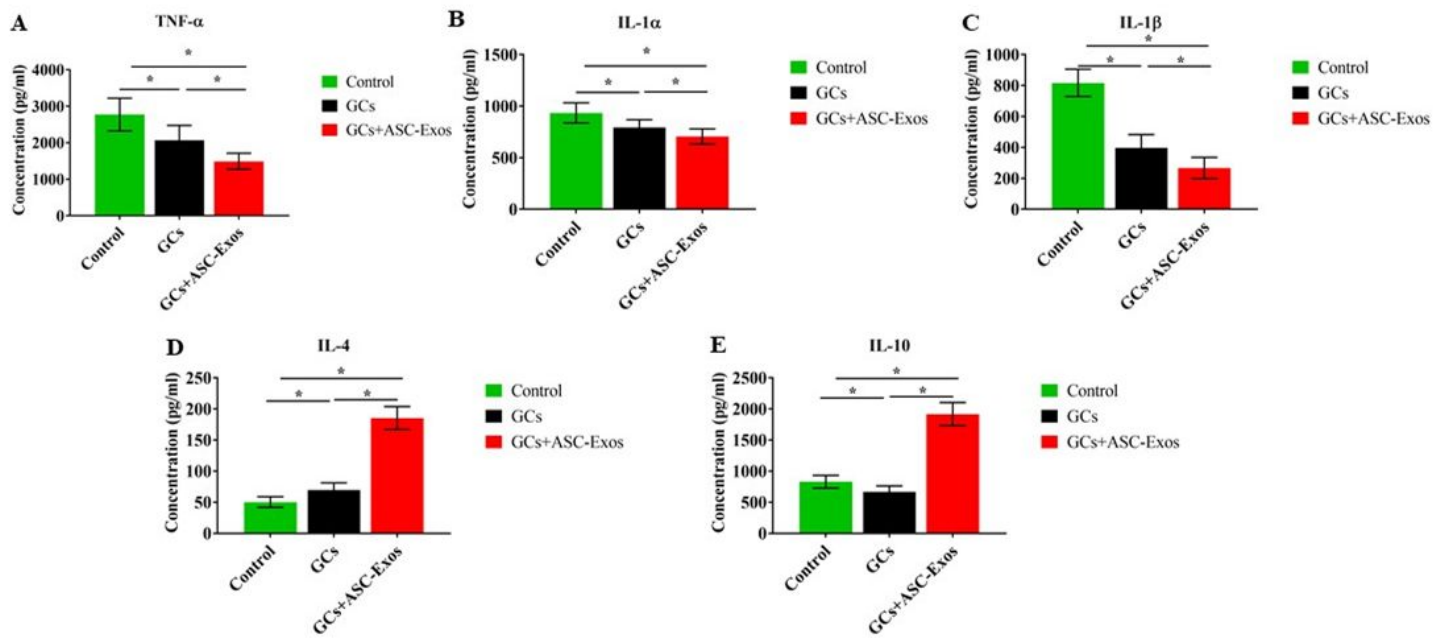 A
TNF-α
*
*
*
Concentration (pg/ml)
4000
3000
2000
1000
0
Control
GCs
GCs+ASC-Exos
Control
GCs
GCs+ASC-Exos
B
IL-1α
*
*
*
Concentration (pg/ml)
1500
1000
500
0
Control
GCs
GCs+ASC-Exos
Control
GCs
GCs+ASC-Exos
C
IL-1β
*
*
*
Concentration (pg/ml)
1000
800
600
400
200
0
Control
GCs
GCs+ASC-Exos
Control
GCs
GCs+ASC-Exos
D
IL-4
*
*
*
Concentration (pg/ml)
250
200
150
100
50
0
Control
GCs
GCs+ASC-Exos
Control
GCs
GCs+ASC-Exos
E
IL-10
*
*
*
Concentration (pg/ml)
2500
2000
1500
1000
500
0
Control
GCs
GCs+ASC-Exos
Control
GCs
GCs+ASC-Exos